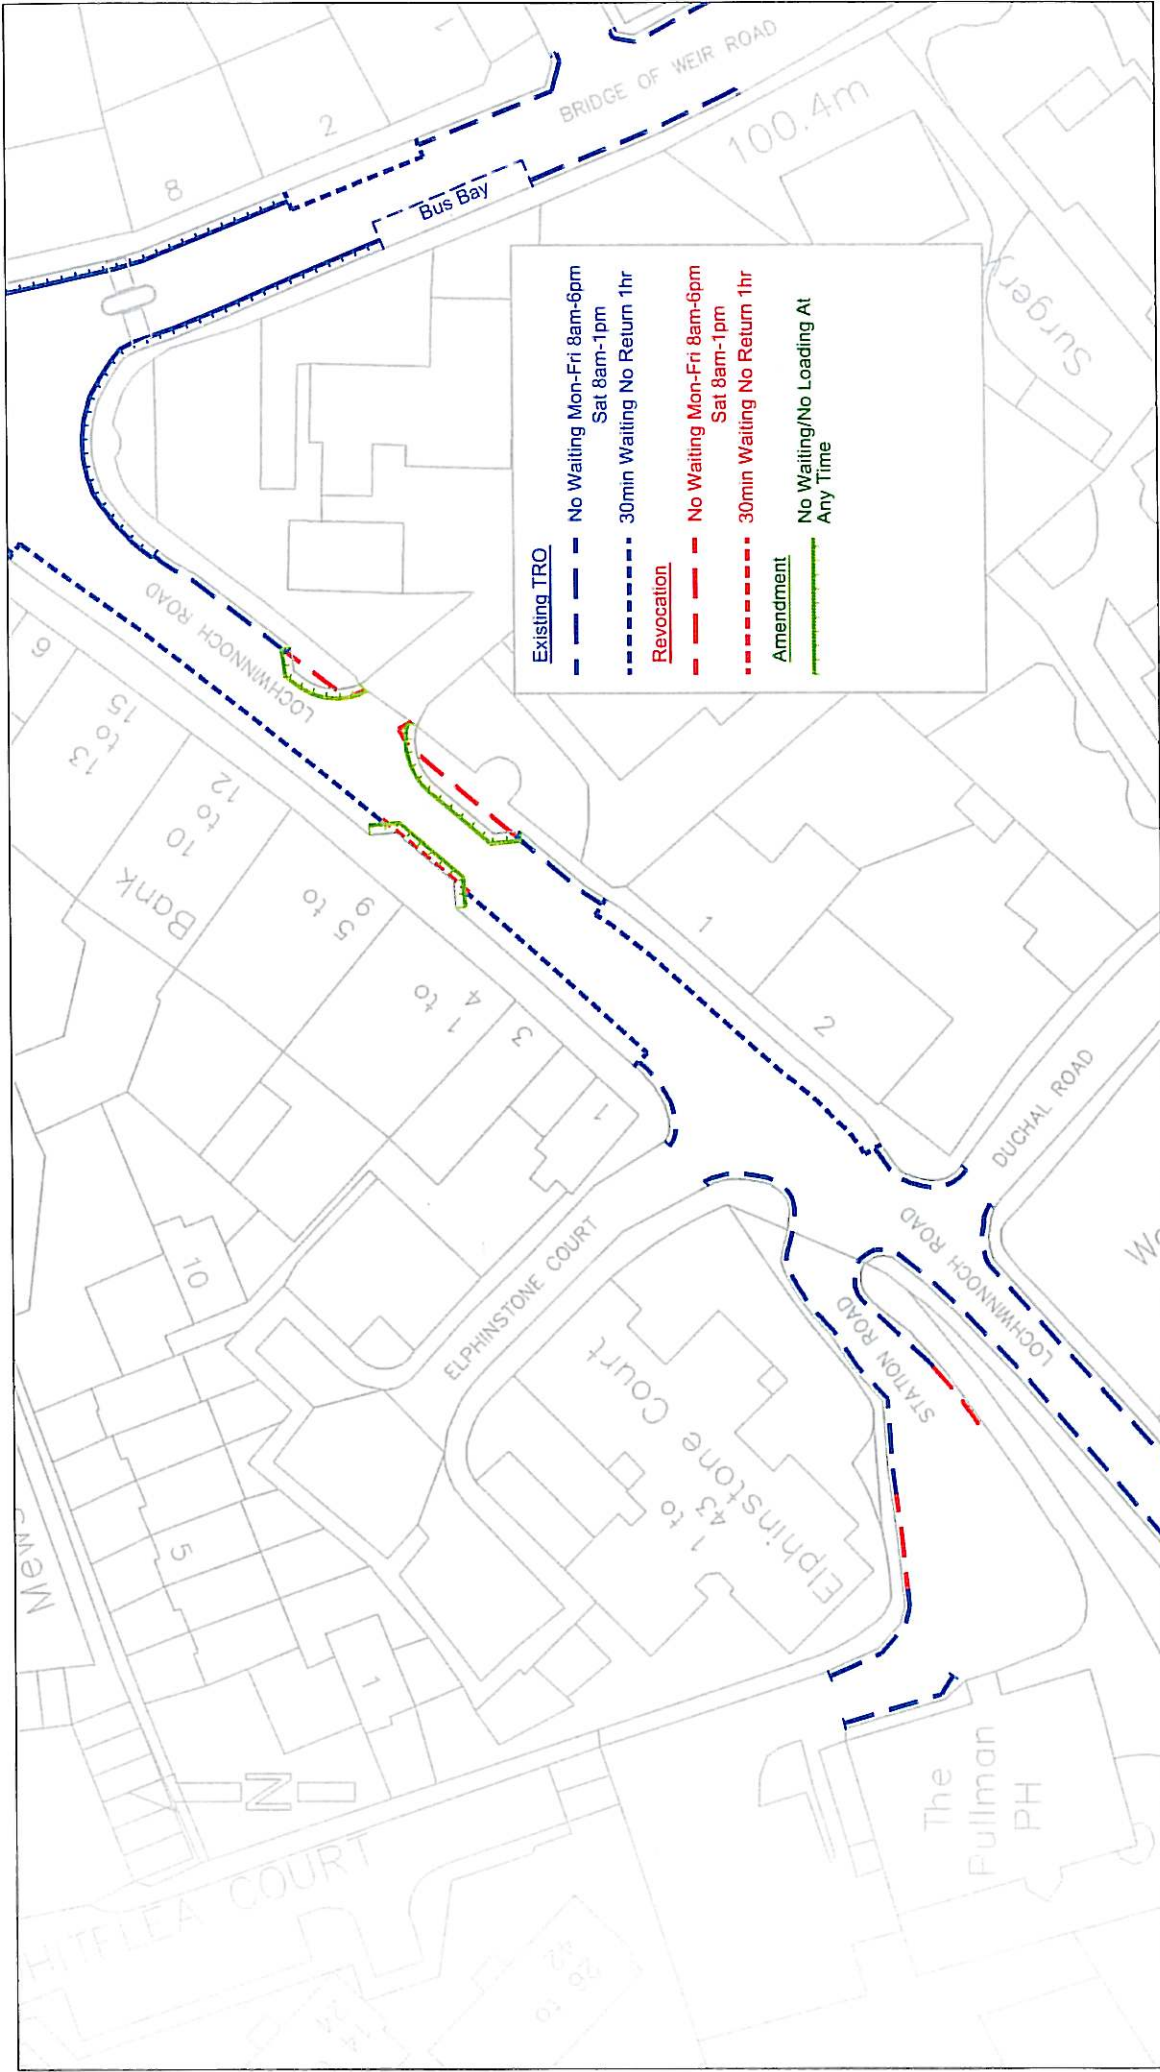 BRIDGE OF WEIR ROAD
100.4m
1
2
8
Bus Bay
Surgery
Existing TRO
No Waiting Mon-Fri 8am-6pm
Sat 8am-1pm
30min Waiting No Return 1hr
Revocation
No Waiting Mon-Fri 8am-6pm
Sat 8am-1pm
30min Waiting No Return 1hr
Amendment
No Waiting/No Loading At
Any Time
LOCHWINNOCH ROAD
6
13
to
15
10
to
12
Bank
5 to
9
1 to
4
3
1
1
2
DUCHAL ROAD
LOCHWINNOCH ROAD
STATION ROAD
ELPHINSTONE COURT
1 to
43
Elphinstone Court
10
5
1
Mews
N
The
Pullman
PH